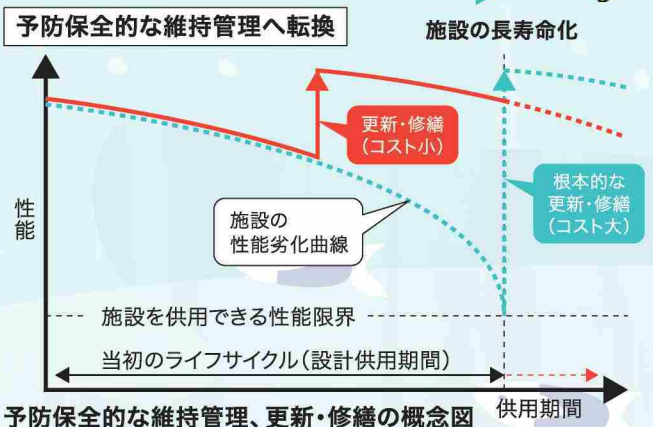 予防保全的な維持管理へ転換
施設の長寿命化
性能
更新・修繕
(コスト小)
根本的な
更新・修繕
(コスト大)
施設の
性能劣化曲線
施設を供用できる性能限界
当初のライフサイクル(設計供用期間)
供用期間
予防保全的な維持管理、更新・修繕の概念図